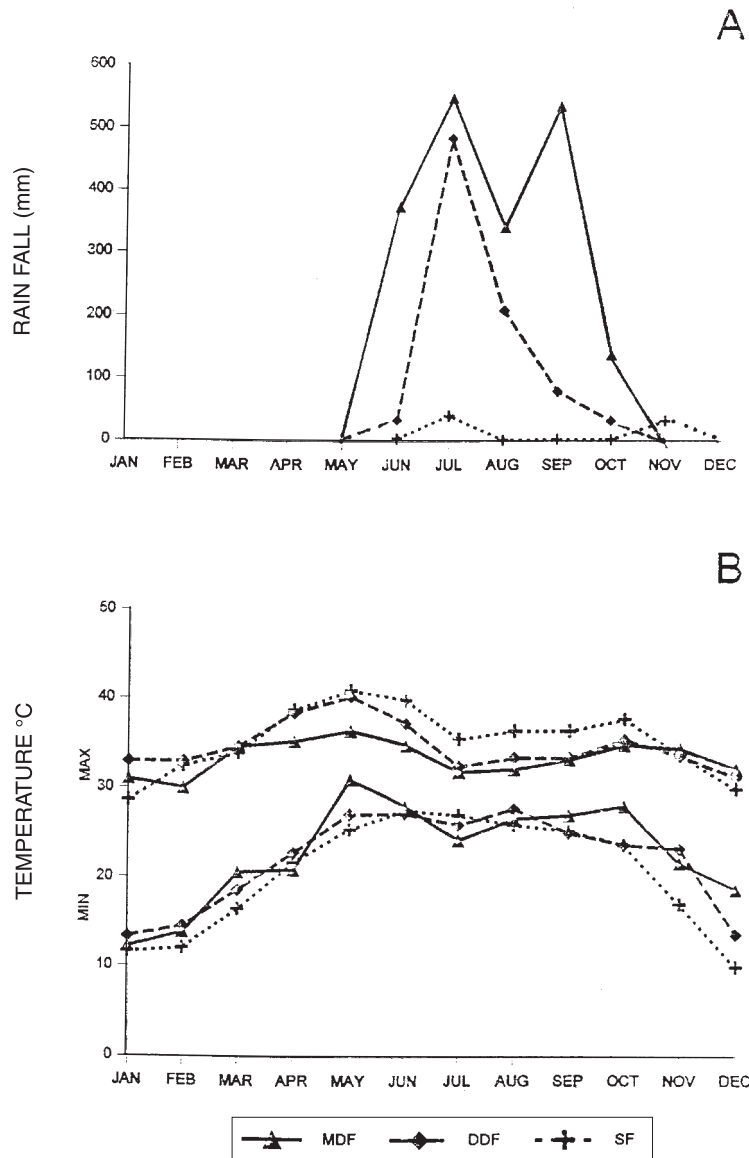 A
RAIN FALL (mm)
600
500
400
300
200
100
0
JAN FEB MAR APR MAY JUN JUL AUG SEP OCT NOV DEC
B
TEMPERATURE °C
MAX
MIN
50
40
30
20
10
0
JAN FEB MAR APR MAY JUN JUL AUG SEP OCT NOV DEC
MDF DDF SF